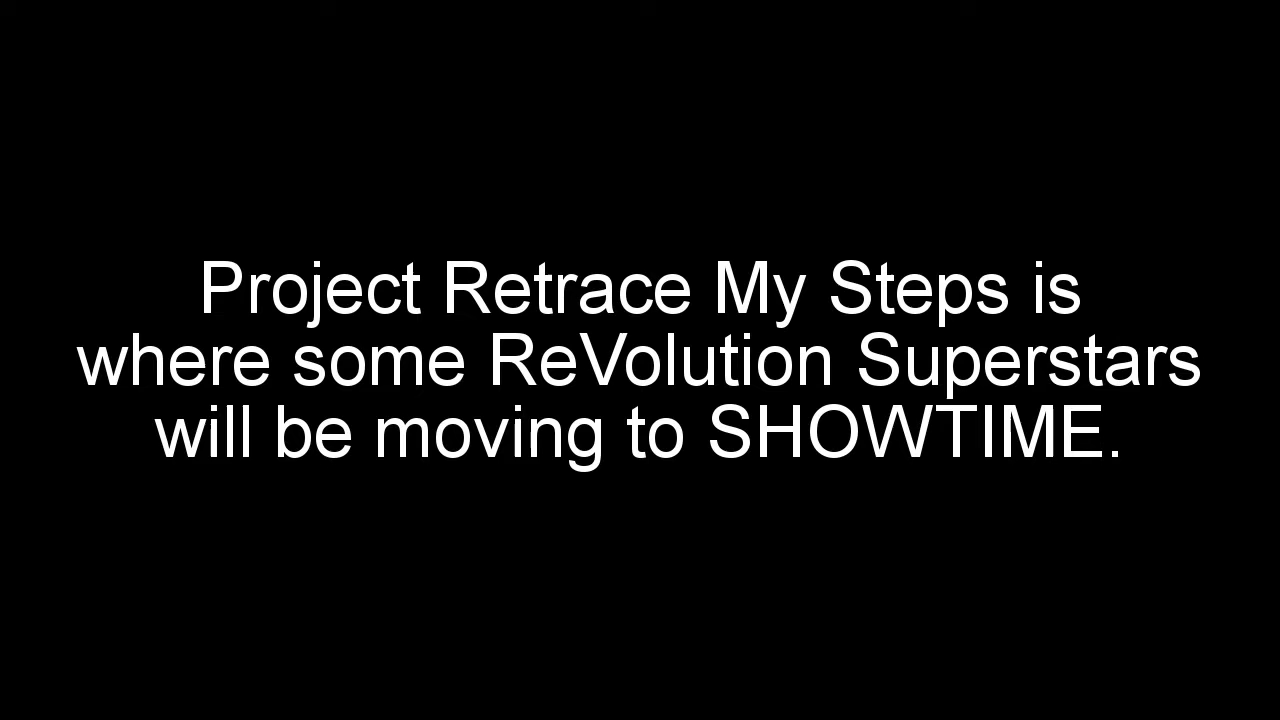 Project Retrace My Steps is
where some ReVolution Superstars
will be moving to SHOWTIME.